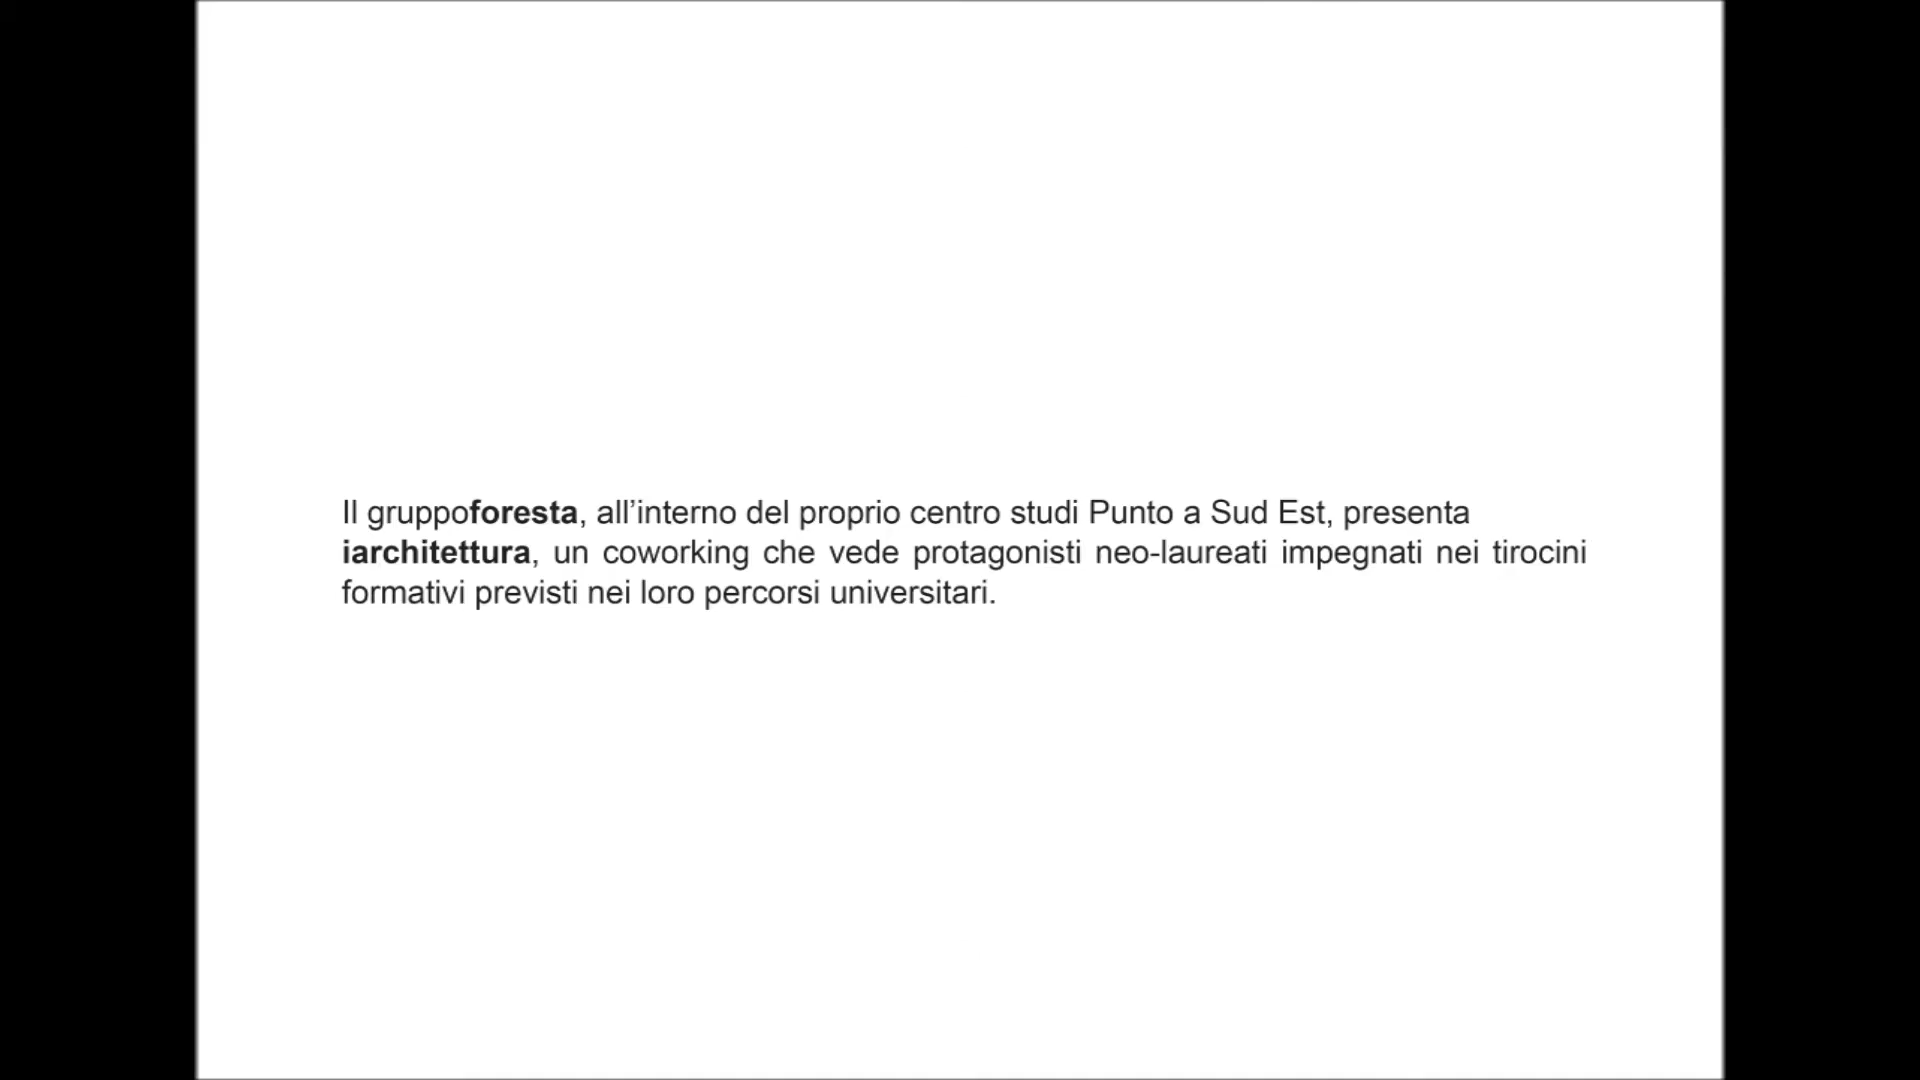 Il gruppoforesta, all’interno del proprio centro studi Punto a Sud Est, presenta
iarchitettura, un coworking che vede protagonisti neo-laureati impegnati nei tirocini
formativi previsti nei loro percorsi universitari.